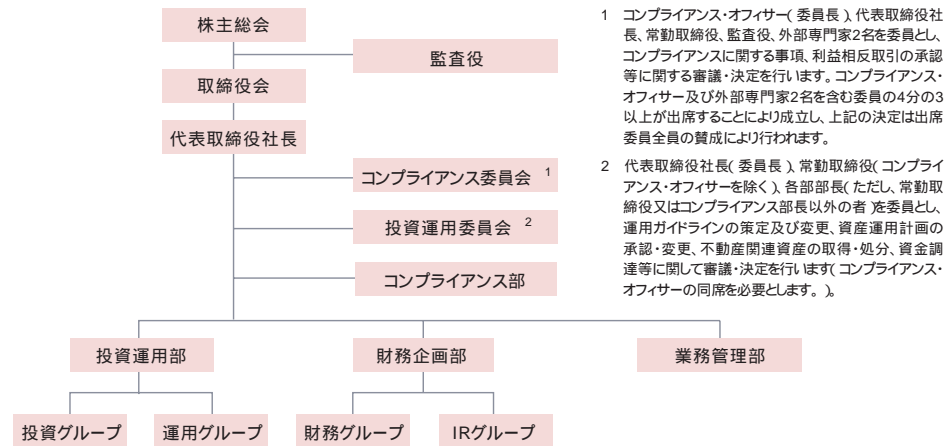 株主総会
監査役
取締役会
代表取締役社長
コンプライアンス委員会 1
投資運用委員会 2
コンプライアンス部
投資運用部
財務企画部
業務管理部
投資グループ
運用グループ
財務グループ
IRグループ
1 コンプライアンス・オフィサー(委員長)、代表取締役社
長、常勤取締役、監査役、外部専門家2名を委員とし、
コンプライアンスに関する事項、利益相反取引の承認
等に関する審議・決定を行います。コンプライアンス・
オフィサー及び外部専門家2名を含む委員の4分の3
以上が出席することにより成立し、上記の決定は出席
委員全員の賛成により行われます。
2 代表取締役社長(委員長)、常勤取締役(コンプライ
アンス・オフィサーを除く)、各部部長(ただし、常勤取
締役又はコンプライアンス部長以外の者)を委員とし、
運用ガイドラインの策定及び変更、資産運用計画の
承認・変更、不動産関連資産の取得・処分、資金調
達等に関して審議・決定を行います(コンプライアンス・
オフィサーの同席を必要とします。)。